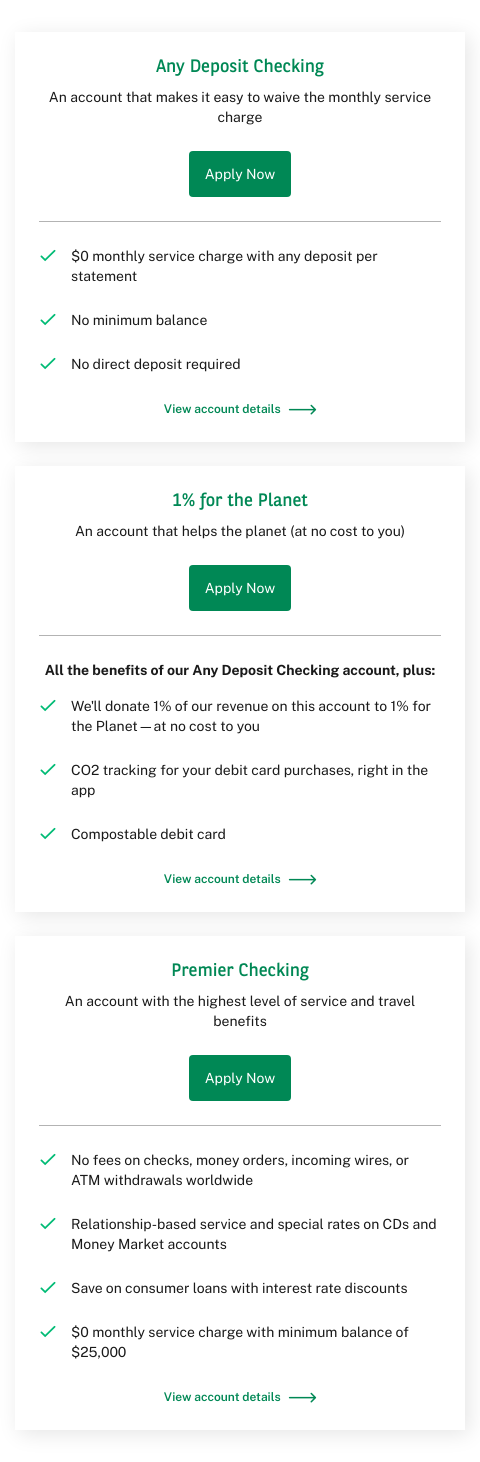 Any Deposit Checking
An account that makes it easy to waive the monthly service
charge
Apply Now
$0 monthly service charge with any deposit per
statement
No minimum balance
No direct deposit required
View account details
1% for the Planet
An account that helps the planet (at no cost to you)
Apply Now
All the benefits of our Any Deposit Checking account, plus:
We'll donate 1% of our revenue on this account to 1% for
the Planet—at no cost to you
CO2 tracking for your debit card purchases, right in the
app
Compostable debit card
View account details
Premier Checking
An account with the highest level of service and travel
benefits
Apply Now
No fees on checks, money orders, incoming wires, or
ATM withdrawals worldwide
Relationship-based service and special rates on CDs and
Money Market accounts
Save on consumer loans with interest rate discounts
$0 monthly service charge with minimum balance of
$25,000
View account details